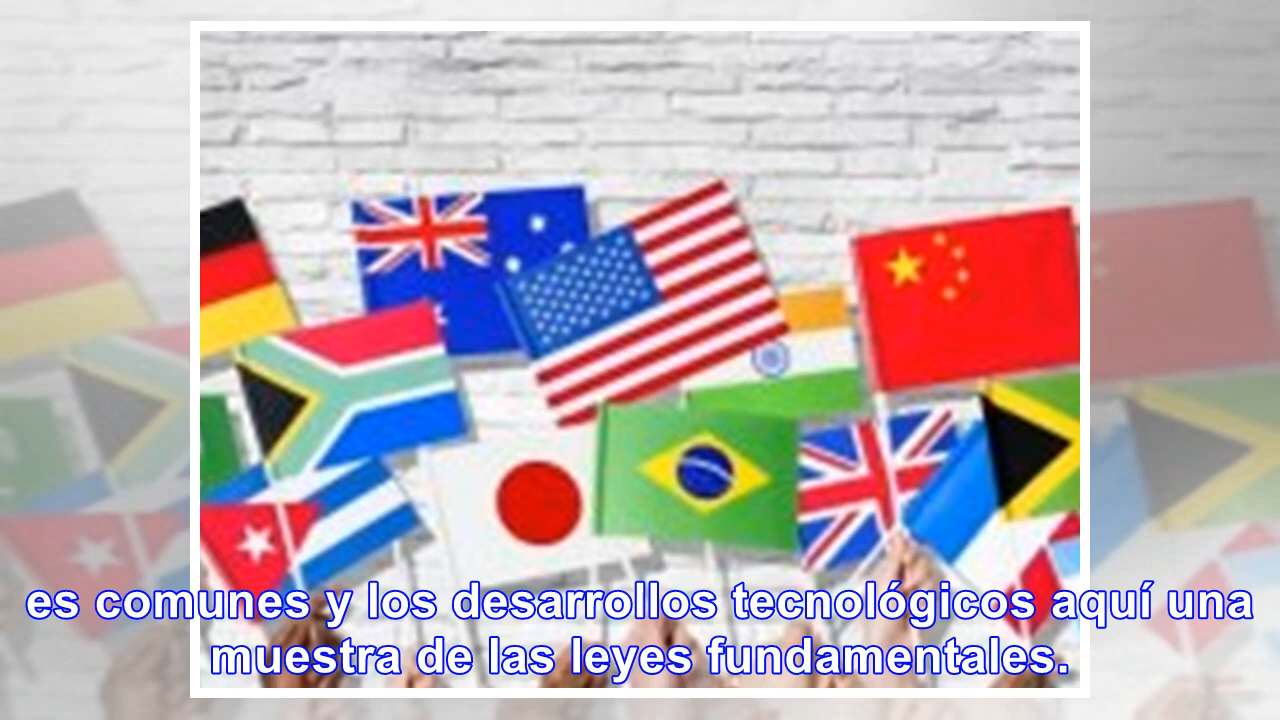 es comunes y los desarrollos tecnológicos aquí una
muestra de las leyes fundamentales.